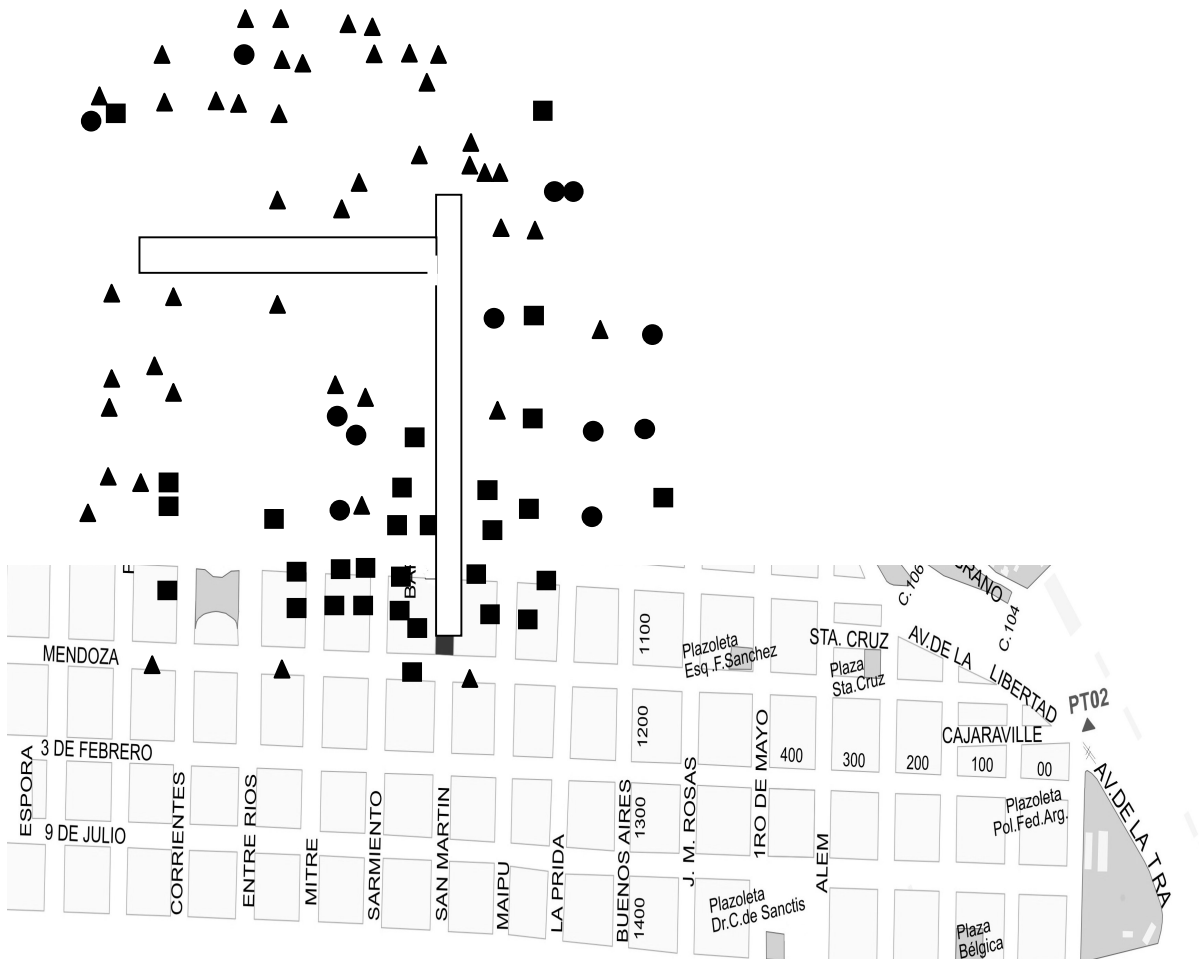 C.106
C. 104
1100
STA. CRUZ
AV.DE LA LIBERTAD
Plazoleta
Esq .F.Sanchez
Plaza
Sta.Cruz
MENDOZA
PT02
1200
1RO DE MAYO
CAJARAVILLE
3 DE FEBRERO
400
300
200
100
00
ESPORA
CORRIENTES
ENTRE RIOS
MITRE
SARMIENTO
SAN MARTIN
MAIPU
LA PRIDA
BUENOS AIRES
1300
J. M. ROSAS
ALEM
Plazoleta
Pol.Fed.Arg.
AV.DE LA T RA
9 DE JULIO
1400
Plazoleta
Dr.C.de Sanctis
Plaza
Bélgica